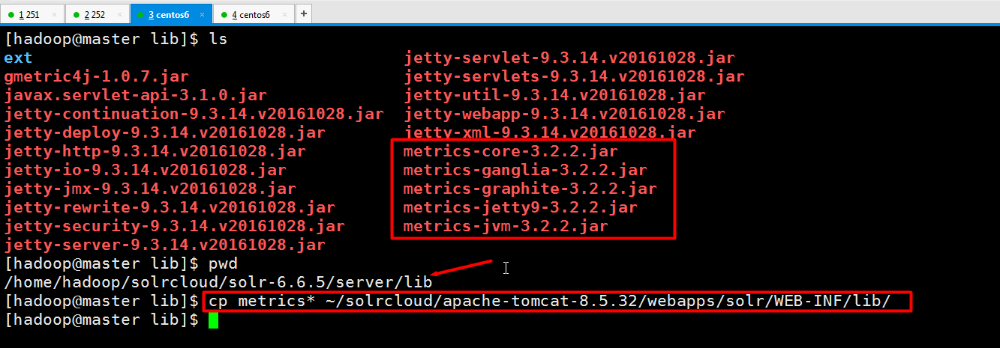 1 251 × 2 252 × 3 centos6 × 4 centos6 × +
[hadoop@master lib]$ ls
ext jetty-servlet-9.3.14.v20161028.jar
gmetric4j-1.0.7.jar jetty-servlets-9.3.14.v20161028.jar
javax.servlet-api-3.1.0.jar jetty-util-9.3.14.v20161028.jar
jetty-continuation-9.3.14.v20161028.jar jetty-webapp-9.3.14.v20161028.jar
jetty-deploy-9.3.14.v20161028.jar jetty-xml-9.3.14.v20161028.jar
jetty-http-9.3.14.v20161028.jar metrics-core-3.2.2.jar
jetty-io-9.3.14.v20161028.jar metrics-ganglia-3.2.2.jar
jetty-jmx-9.3.14.v20161028.jar metrics-graphite-3.2.2.jar
jetty-rewrite-9.3.14.v20161028.jar metrics-jetty9-3.2.2.jar
jetty-security-9.3.14.v20161028.jar metrics-jvm-3.2.2.jar
jetty-server-9.3.14.v20161028.jar
[hadoop@master lib]$ pwd
/home/hadoop/solrcloud/solr-6.6.5/server/lib
[hadoop@master lib]$ cp metrics* ~/solrcloud/apache-tomcat-8.5.32/webapps/solr/WEB-INF/lib/
[hadoop@master lib]$